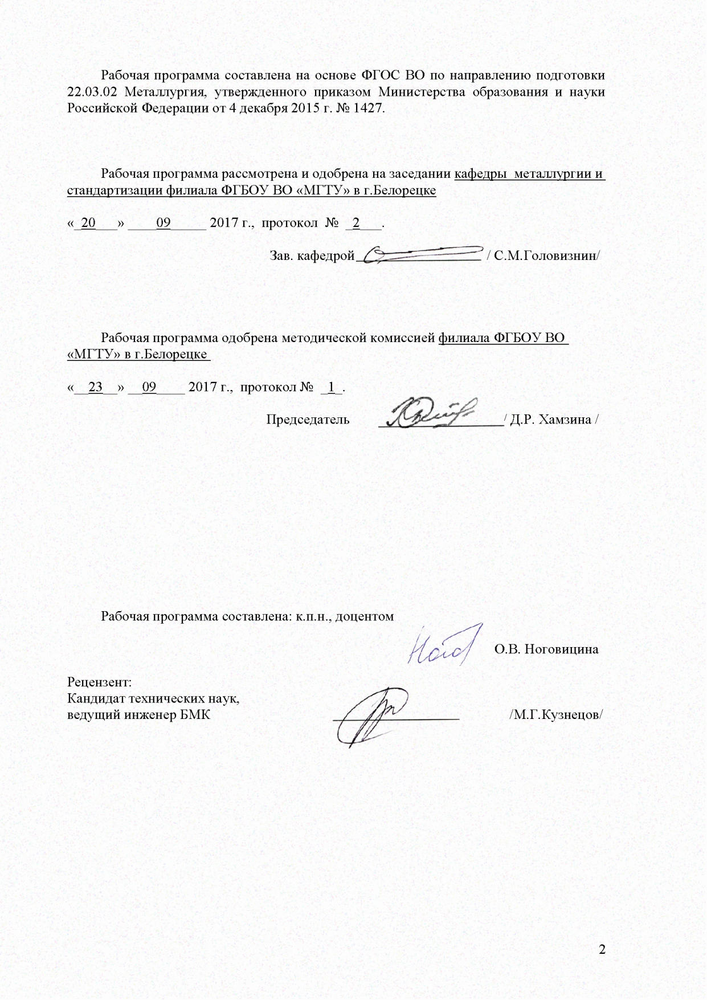 Рабочая программа составлена на основе ФГОС ВО по направлению подготовки
22.03.02 Металлургия, утвержденного приказом Министерства образования и науки
Российской Федерации от 4 декабря 2015 г. № 1427.
Рабочая программа рассмотрена и одобрена на заседании кафедры металлургии и
стандартизации филиала ФГБОУ ВО «МГТУ» в г.Белорецке
«_20___» ____09_____ 2017 г., протокол № _2___.
Зав. кафедрой / С.М.Головизнин/
Рабочая программа одобрена методической комиссией филиала ФГБОУ ВО
«МГТУ» в г.Белорецке
«__23__» __09____ 2017 г., протокол № _1_.
Председатель / Д.Р. Хамзина /
Рабочая программа составлена: к.п.н., доцентом
О.В. Ноговицина
Рецензент:
Кандидат технических наук,
ведущий инженер БМК /М.Г.Кузнецов/
2